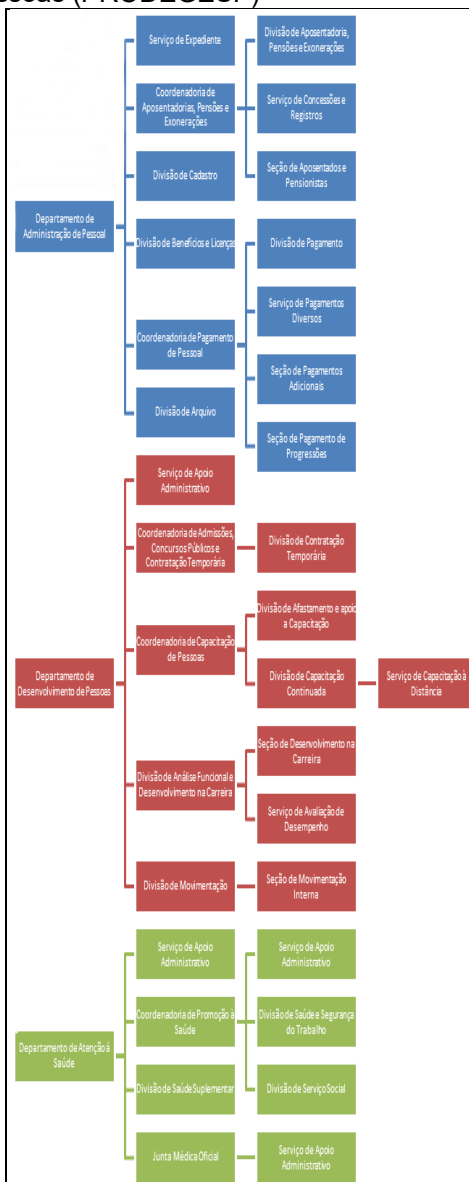 (PRODEGESP)
Serviço de Expediente
Divisão de Aposentadoria,
Pensões e Exonerações
Coordenadoria de
Aposentadorias, Pensões e
Exonerações
Serviço de Concessões e
Registros
Divisão de Cadastro
Seção de Aposentados e
Pensionistas
Departamento de
Administração de Pessoal
Divisão de Benefícios e Licenças
Divisão de Pagamento
Serviço de Pagamentos
Diversos
Coordenadoria de Pagamento
de Pessoal
Seção de Pagamentos
Adicionais
Divisão de Arquivo
Seção de Pagamento de
Progressões
Serviço de Apoio
Administrativo
Coordenadoria de Admissões,
Concursos Públicos e
Contratação Temporária
Divisão de Contratação
Temporária
Divisão de Afastamento e apoio
a Capacitação
Coordenadoria de Capacitação
de Pessoas
Departamento de
Desenvolvimento de Pessoas
Divisão de Capacitação
Continuada
Serviço de Capacitação à
Distância
Seção de Desenvolvimento na
Carreira
Divisão de Análise Funcional e
Desenvolvimento na Carreira
Serviço de Avaliação de
Desempenho
Divisão de Movimentação
Seção de Movimentação
Interna
Serviço de Apoio
Administrativo
Serviço de Apoio
Administrativo
Coordenadoria de Promoção à
Saúde
Divisão de Saúde e Segurança
do Trabalho
Departamento de Atenção à
Saúde
Divisão de Saúde Suplementar
Divisão de Serviço Social
Junta Médica Oficial
Serviço de Apoio
Administrativo